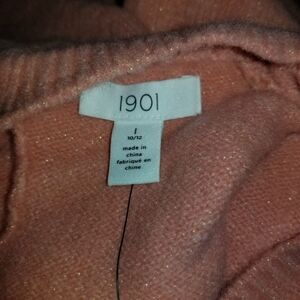 1901
l
10/12
made in
china
fabriqué en
chine